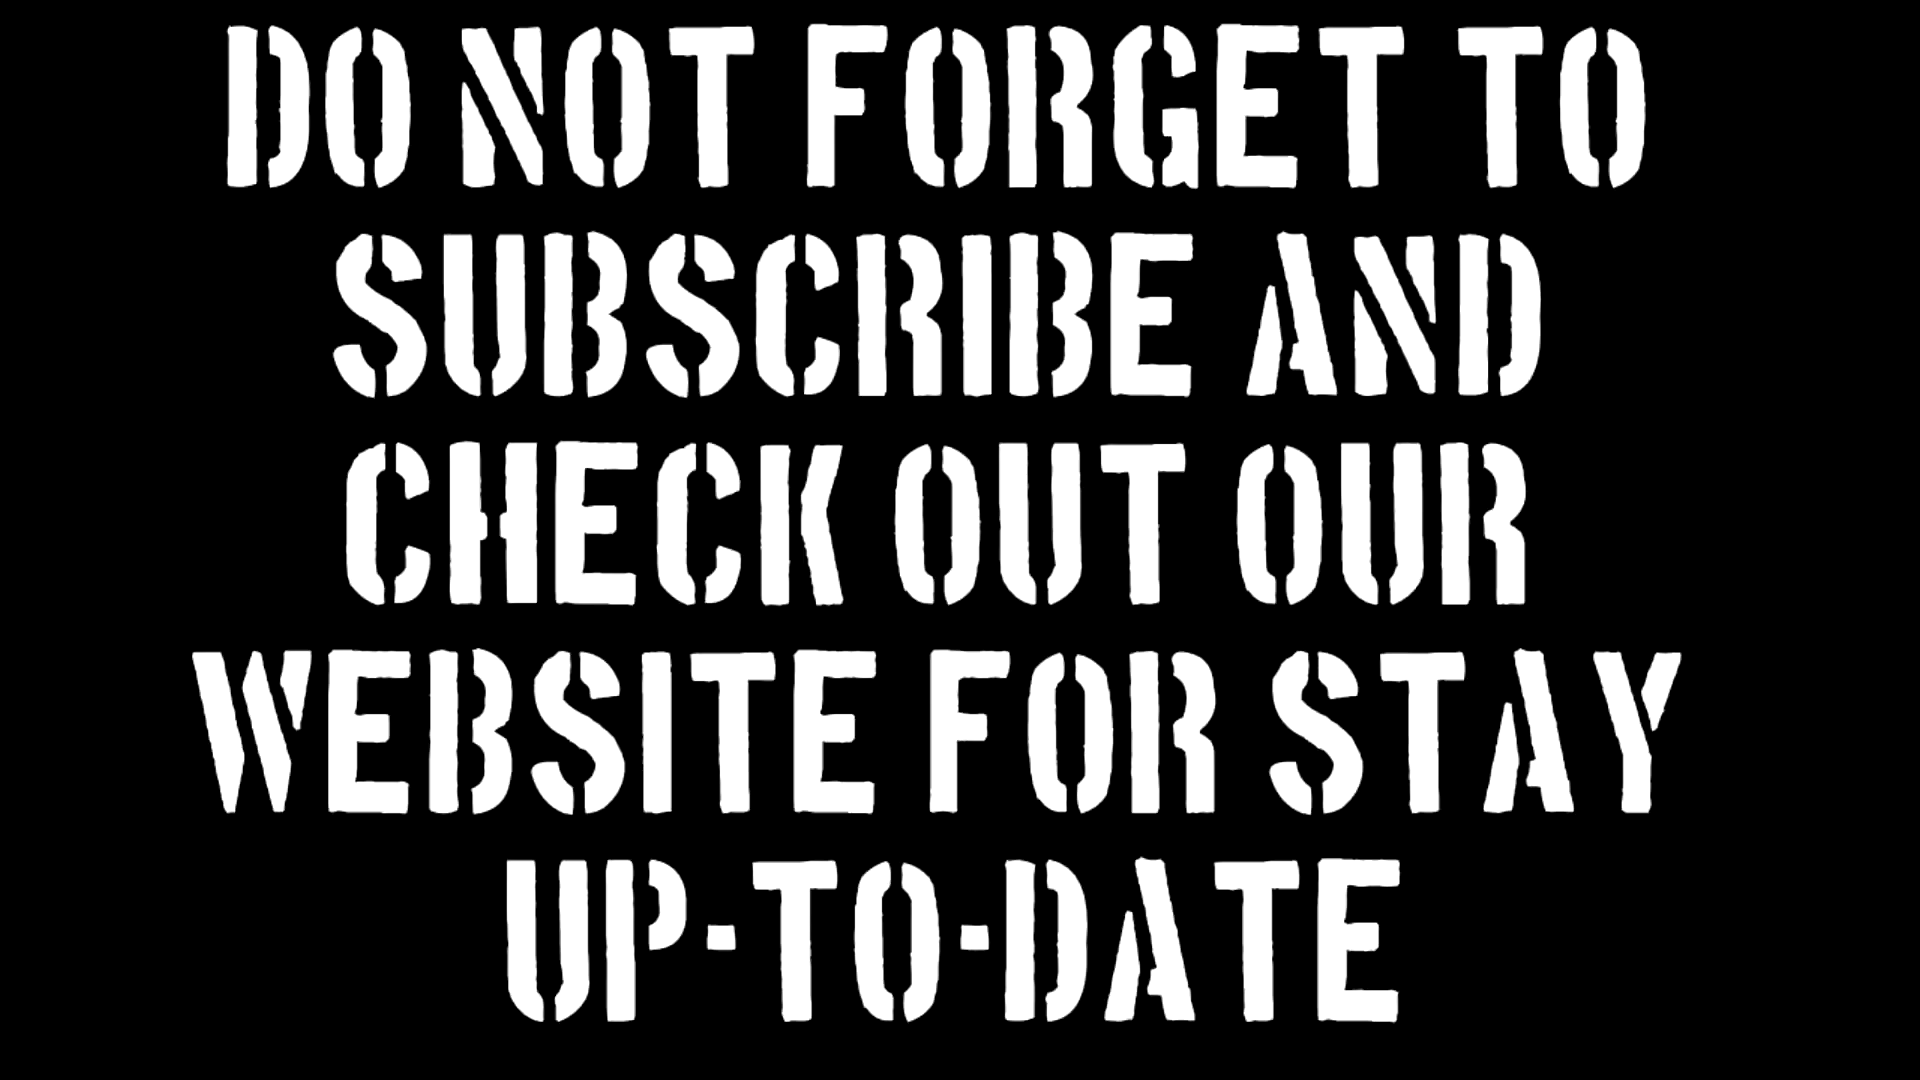 DO NOT FORGET TO
SUBSCRIBE AND
CHECK OUT OUR
WEBSITE FOR STAY
UP-TO-DATE